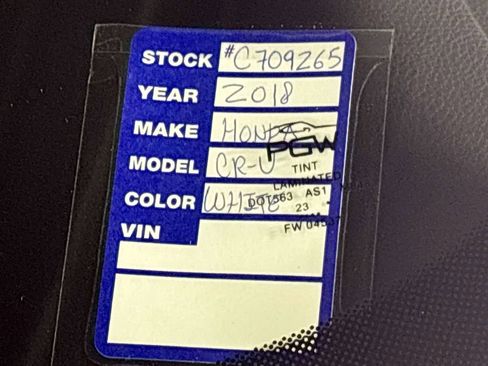 STOCK #C709265
YEAR 2018
MAKE HONDA
PGW
MODEL CR-V
TINT
LAMINATED
COLOR WHITE
DOT563 AS1
23
VIN